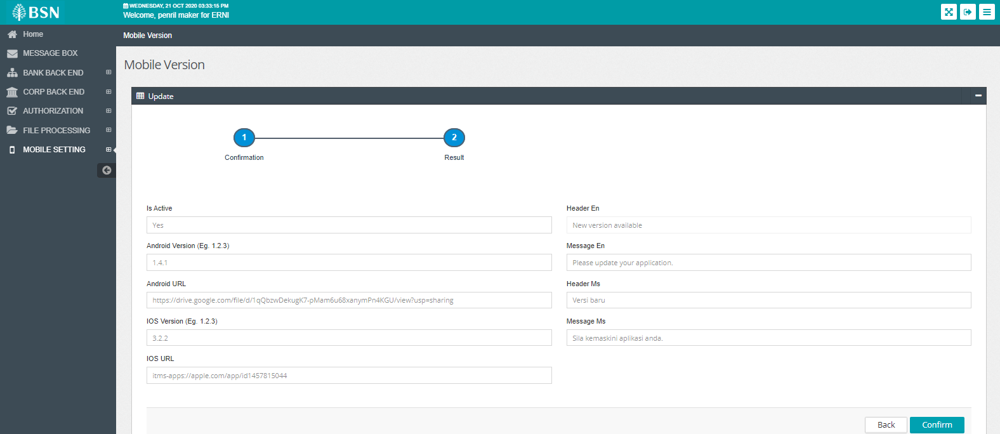 BSN
WEDNESDAY, 21 OCT 2020 03:33:15 PM
Welcome, penril maker for ERNI
Home
MESSAGE BOX
BANK BACK END
CORP BACK END
AUTHORIZATION
FILE PROCESSING
MOBILE SETTING
Mobile Version
Mobile Version
Update
1
2
Confirmation
Result
Is Active
Yes
Android Version (Eg. 1.2.3)
1.4.1
Android URL
https://drive.google.com/file/d/1qQbzwDekugK7-pMam6u68xanymPn4KGU/view?usp=sharing
IOS Version (Eg. 1.2.3)
3.2.2
IOS URL
itms-apps://apple.com/app/id1457815044
Header En
New version available
Message En
Please update your application.
Header Ms
Versi baru
Message Ms
Sila kemaskini aplikasi anda.
Back
Confirm